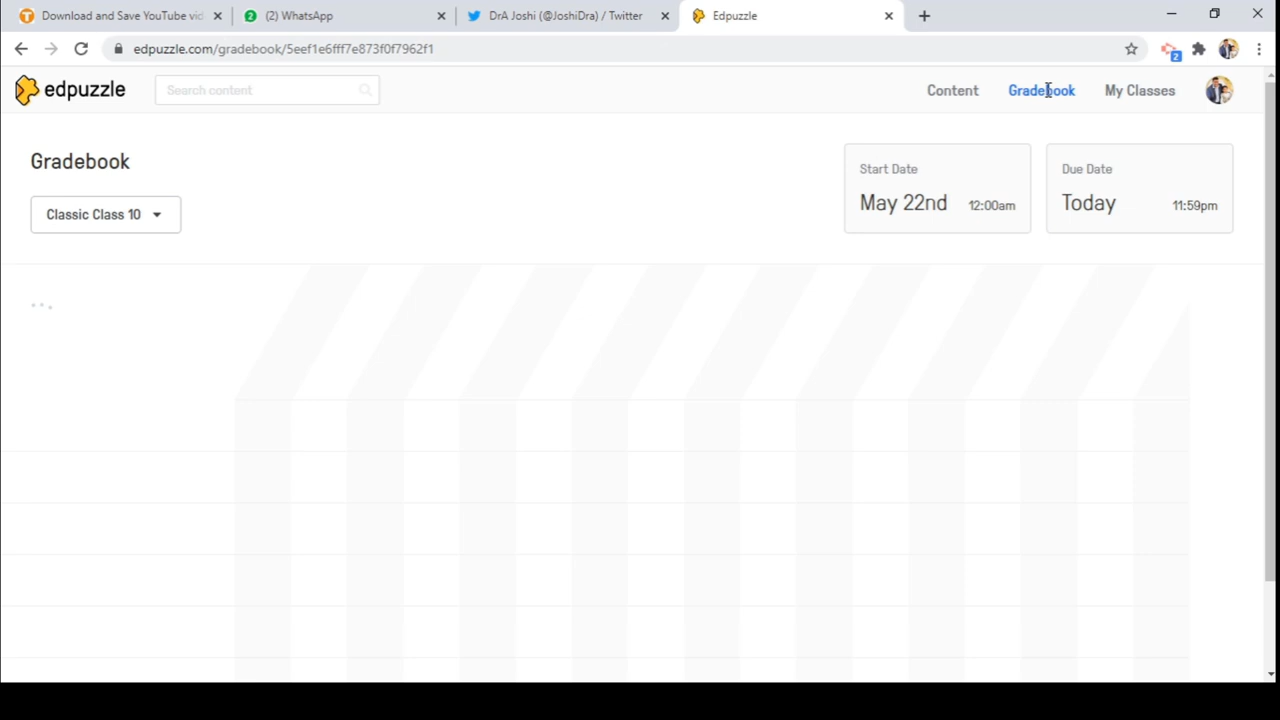 Download and Save YouTube vid
2 (2) WhatsApp
DrA Joshi (@JoshiDra) / Twitter
Edpuzzle
edpuzzle.com/gradebook/5eef1e6fff7e873f0f7962f1
2
edpuzzle
Search content
Content
Gradebook
My Classes
Gradebook
Classic Class 10
Start Date
May 22nd 12:00am
Due Date
Today 11:59pm